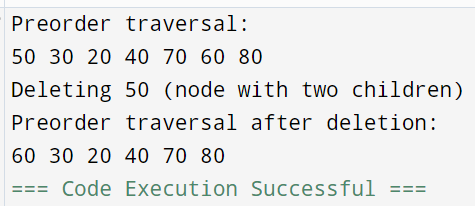 Preorder traversal:
50 30 20 40 70 60 80
Deleting 50 (node with two children)
Preorder traversal after deletion:
60 30 20 40 70 80
=== Code Execution Successful ===